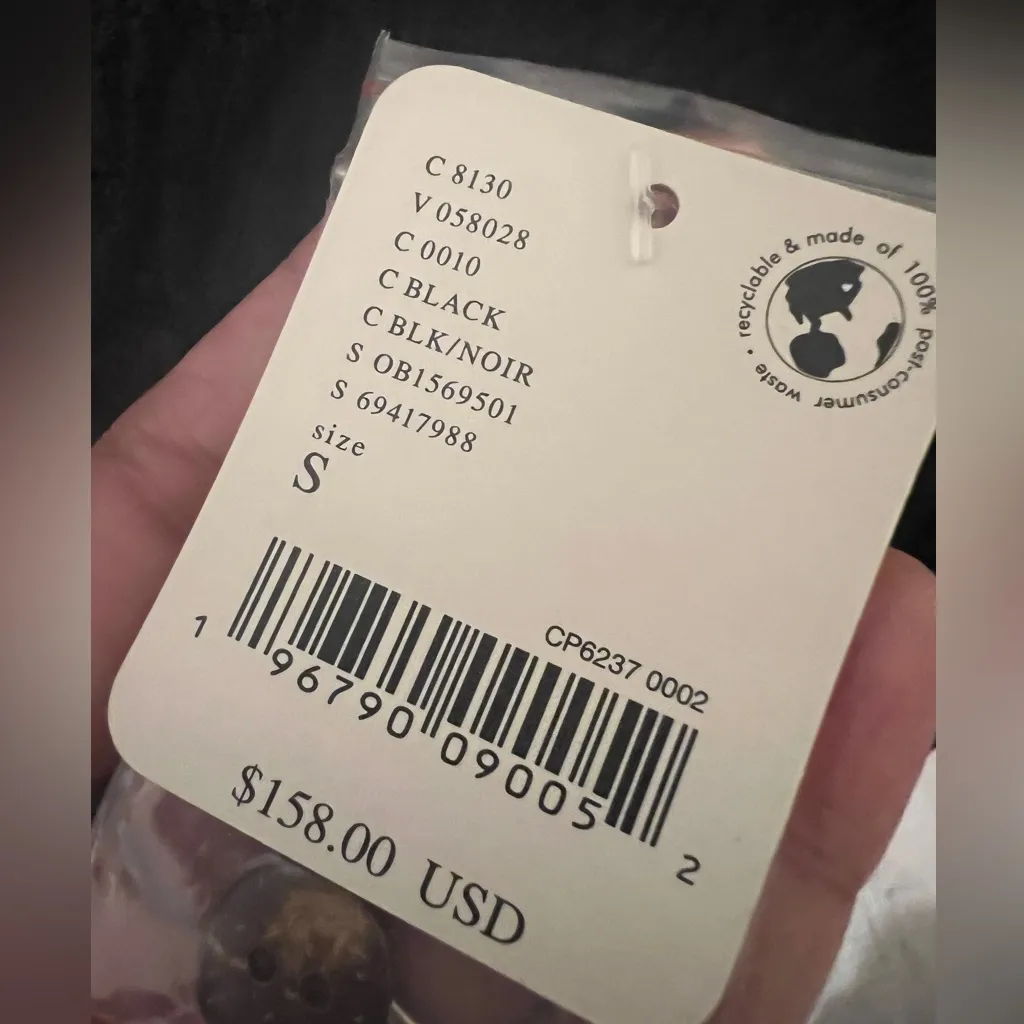 C 8130
V 058028
C 0010
C BLACK
C BLK/NOIR
S OB1569501
S 69417988
size
S
recyclable & made of 100% post-consumer waste •
CP6237 0002
1 96790 09005 2
$158.00 USD